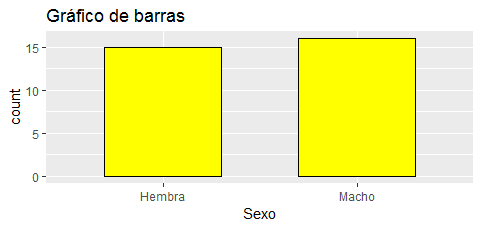 Gráfico de barras
15
10
5
0
count
Hembra
Macho
Sexo